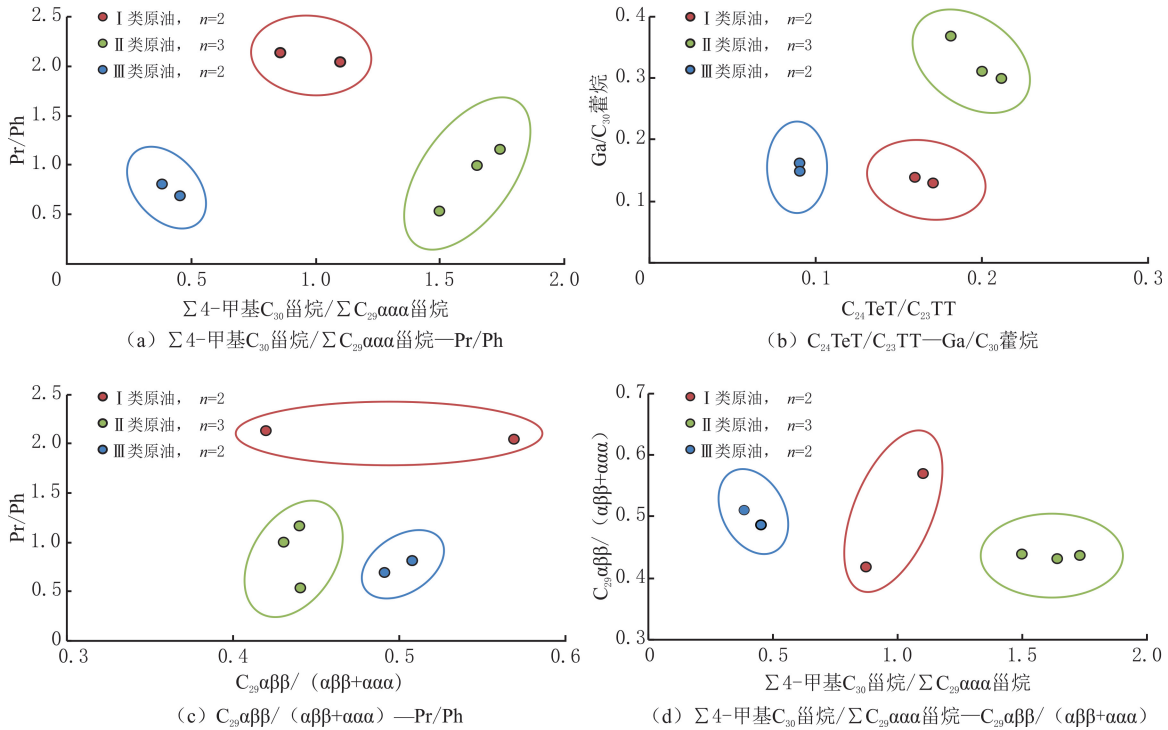 2.5
2.0
1.5
1.0
0.5
0
0.5
1.0
1.5
2.0
Pr/Ph
Ⅰ类原油， n=2
Ⅱ类原油， n=3
Ⅲ类原油， n=2
Σ4-甲基C₃₀甾烷/ΣC₂₉ααα甾烷
（a）Σ4-甲基C₃₀甾烷/ΣC₂₉ααα甾烷—Pr/Ph
0.4
0.3
0.2
0.1
0
0.1
0.2
0.3
Ga/C₃₀藿烷
Ⅰ类原油， n=2
Ⅱ类原油， n=3
Ⅲ类原油， n=2
C₂₄TeT/C₂₃TT
（b）C₂₄TeT/C₂₃TT—Ga/C₃₀藿烷
2.5
2.0
1.5
1.0
0.5
0
0.3
0.4
0.5
0.6
Pr/Ph
Ⅰ类原油， n=2
Ⅱ类原油， n=3
Ⅲ类原油， n=2
C₂₉αββ/（αββ+ααα）
（c）C₂₉αββ/（αββ+ααα）—Pr/Ph
0.7
0.6
0.5
0.4
0.3
0
0.5
1.0
1.5
2.0
C₂₉αββ/（αββ+ααα）
Ⅰ类原油， n=2
Ⅱ类原油， n=3
Ⅲ类原油， n=2
Σ4-甲基C₃₀甾烷/ΣC₂₉ααα甾烷
（d）Σ4-甲基C₃₀甾烷/ΣC₂₉ααα甾烷—C₂₉αββ/（αββ+ααα）